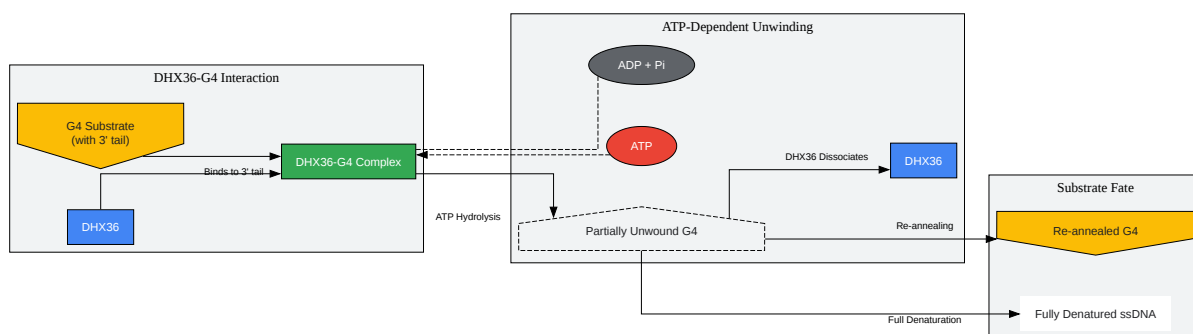 DHX36-G4 Interaction
G4 Substrate
(with 3' tail)
DHX36
Binds to 3' tail
DHX36-G4 Complex
ATP Hydrolysis
ATP-Dependent Unwinding
ADP + Pi
ATP
DHX36 Dissociates
DHX36
Partially Unwound G4
Re-annealing
Full Denaturation
Substrate Fate
Re-annealed G4
Fully Denatured ssDNA